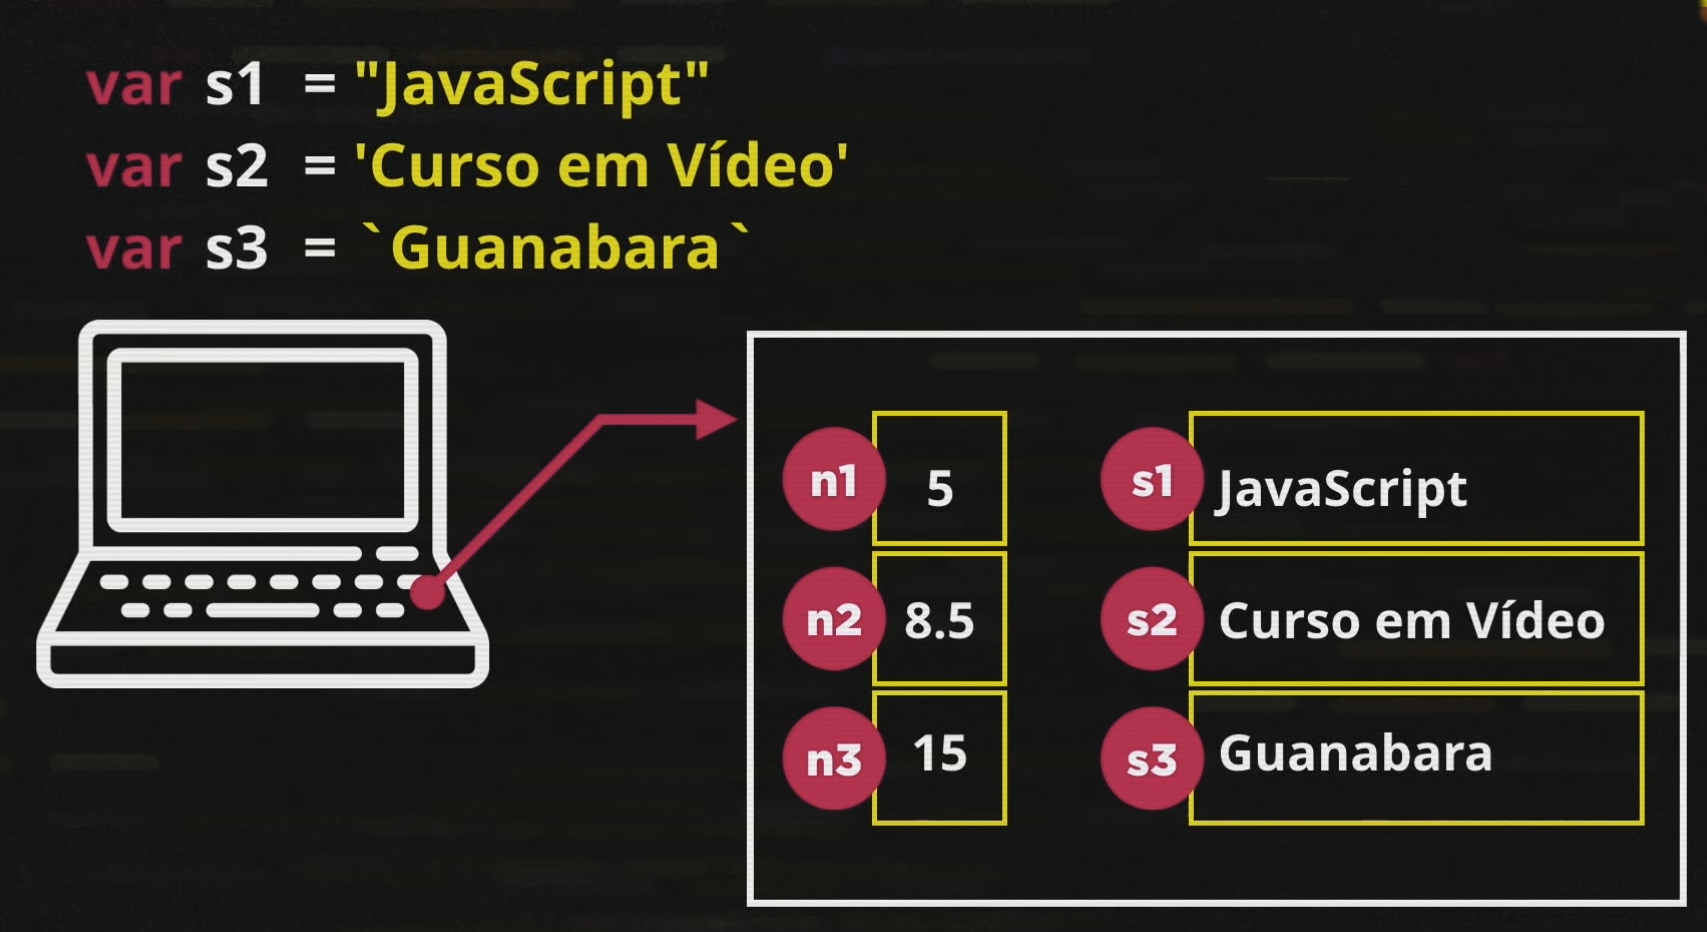 var s1 = "JavaScript"
var s2 = 'Curso em Vídeo'
var s3 = `Guanabara`
n1 5 s1 JavaScript
n2 8.5 s2 Curso em Vídeo
n3 15 s3 Guanabara